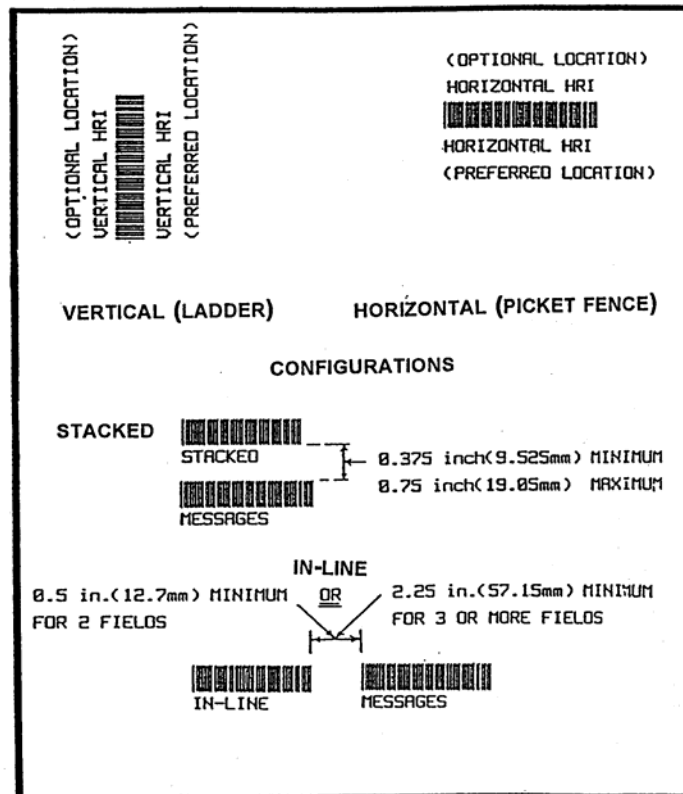 (OPTIONAL LOCATION)
VERTICAL HRI
VERTICAL HRI
(PREFERRED LOCATION)
(OPTIONAL LOCATION)
HORIZONTAL HRI
HORIZONTAL HRI
(PREFERRED LOCATION)
VERTICAL (LADDER)
HORIZONTAL (PICKET FENCE)
CONFIGURATIONS
STACKED
STACKED
0.375 inch(9.525mm) MINIMUM
0.75 inch(19.05mm) MAXIMUM
MESSAGES
IN-LINE
OR
0.5 in.(12.7mm) MINIMUM
FOR 2 FIELDS
2.25 in.(57.15mm) MINIMUM
FOR 3 OR MORE FIELDS
IN-LINE
MESSAGES